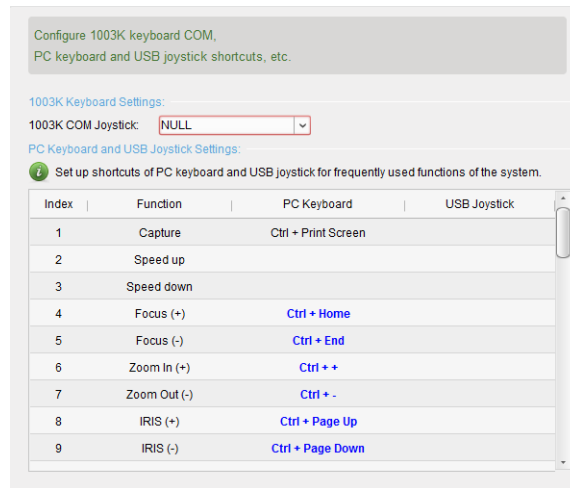 Configure 1003K keyboard COM,
PC keyboard and USB joystick shortcuts, etc.
1003K Keyboard Settings:
1003K COM Joystick: NULL
PC Keyboard and USB Joystick Settings:
Set up shortcuts of PC keyboard and USB joystick for frequently used functions of the system.
Index Function PC Keyboard USB Joystick
1 Capture Ctrl + Print Screen
2 Speed up
3 Speed down
4 Focus (+) Ctrl + Home
5 Focus (-) Ctrl + End
6 Zoom In (+) Ctrl + +
7 Zoom Out (-) Ctrl + -
8 IRIS (+) Ctrl + Page Up
9 IRIS (-) Ctrl + Page Down